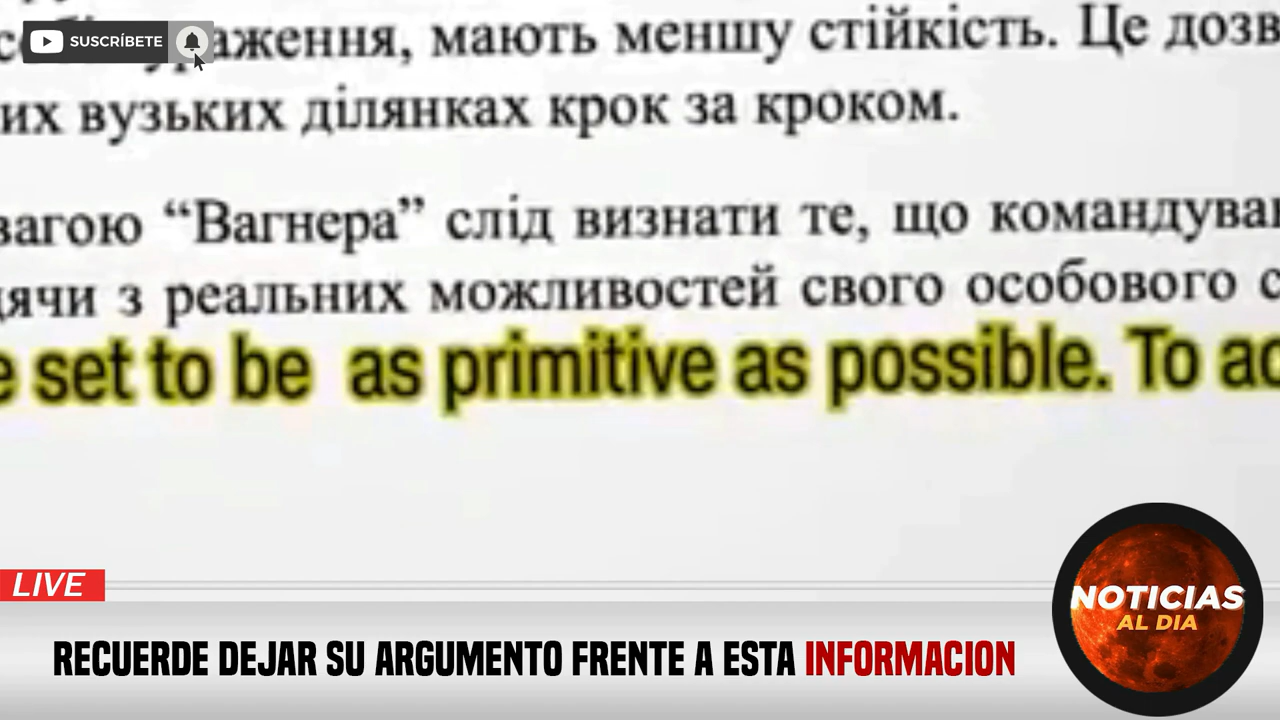 SUSCRÍBETE
аження, мають меншу стійкість. Це дозв
их вузьких ділянках крок за кроком.
вагою “Вагнера” слід визнати те, що командува
дячи з реальних можливостей свого особового с
e set to be as primitive as possible. To ac
LIVE
NOTICIAS
AL DIA
RECUERDE DEJAR SU ARGUMENTO FRENTE A ESTA INFORMACION